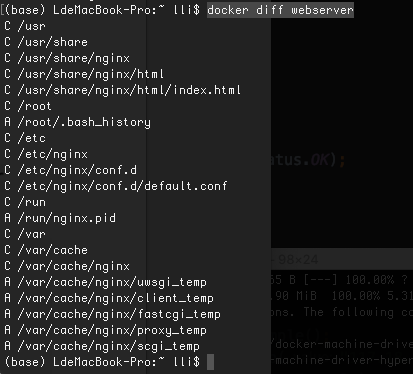 (base) LdeMacBook-Pro:~ lli$ docker diff webserver
C /usr
C /usr/share
C /usr/share/nginx
C /usr/share/nginx/html
C /usr/share/nginx/html/index.html
C /root
A /root/.bash_history
C /etc
C /etc/nginx
C /etc/nginx/conf.d
C /etc/nginx/conf.d/default.conf
C /run
A /run/nginx.pid
C /var
C /var/cache
C /var/cache/nginx
A /var/cache/nginx/uwsgi_temp
A /var/cache/nginx/client_temp
A /var/cache/nginx/fastcgi_temp
A /var/cache/nginx/proxy_temp
A /var/cache/nginx/scgi_temp
(base) LdeMacBook-Pro:~ lli$
atus.OK);
98×24
55 B [---] 100.00% ?
.90 MiB 100.00% 5.31
ons. The following co
/docker-machine-drive
-machine-driver-hyper